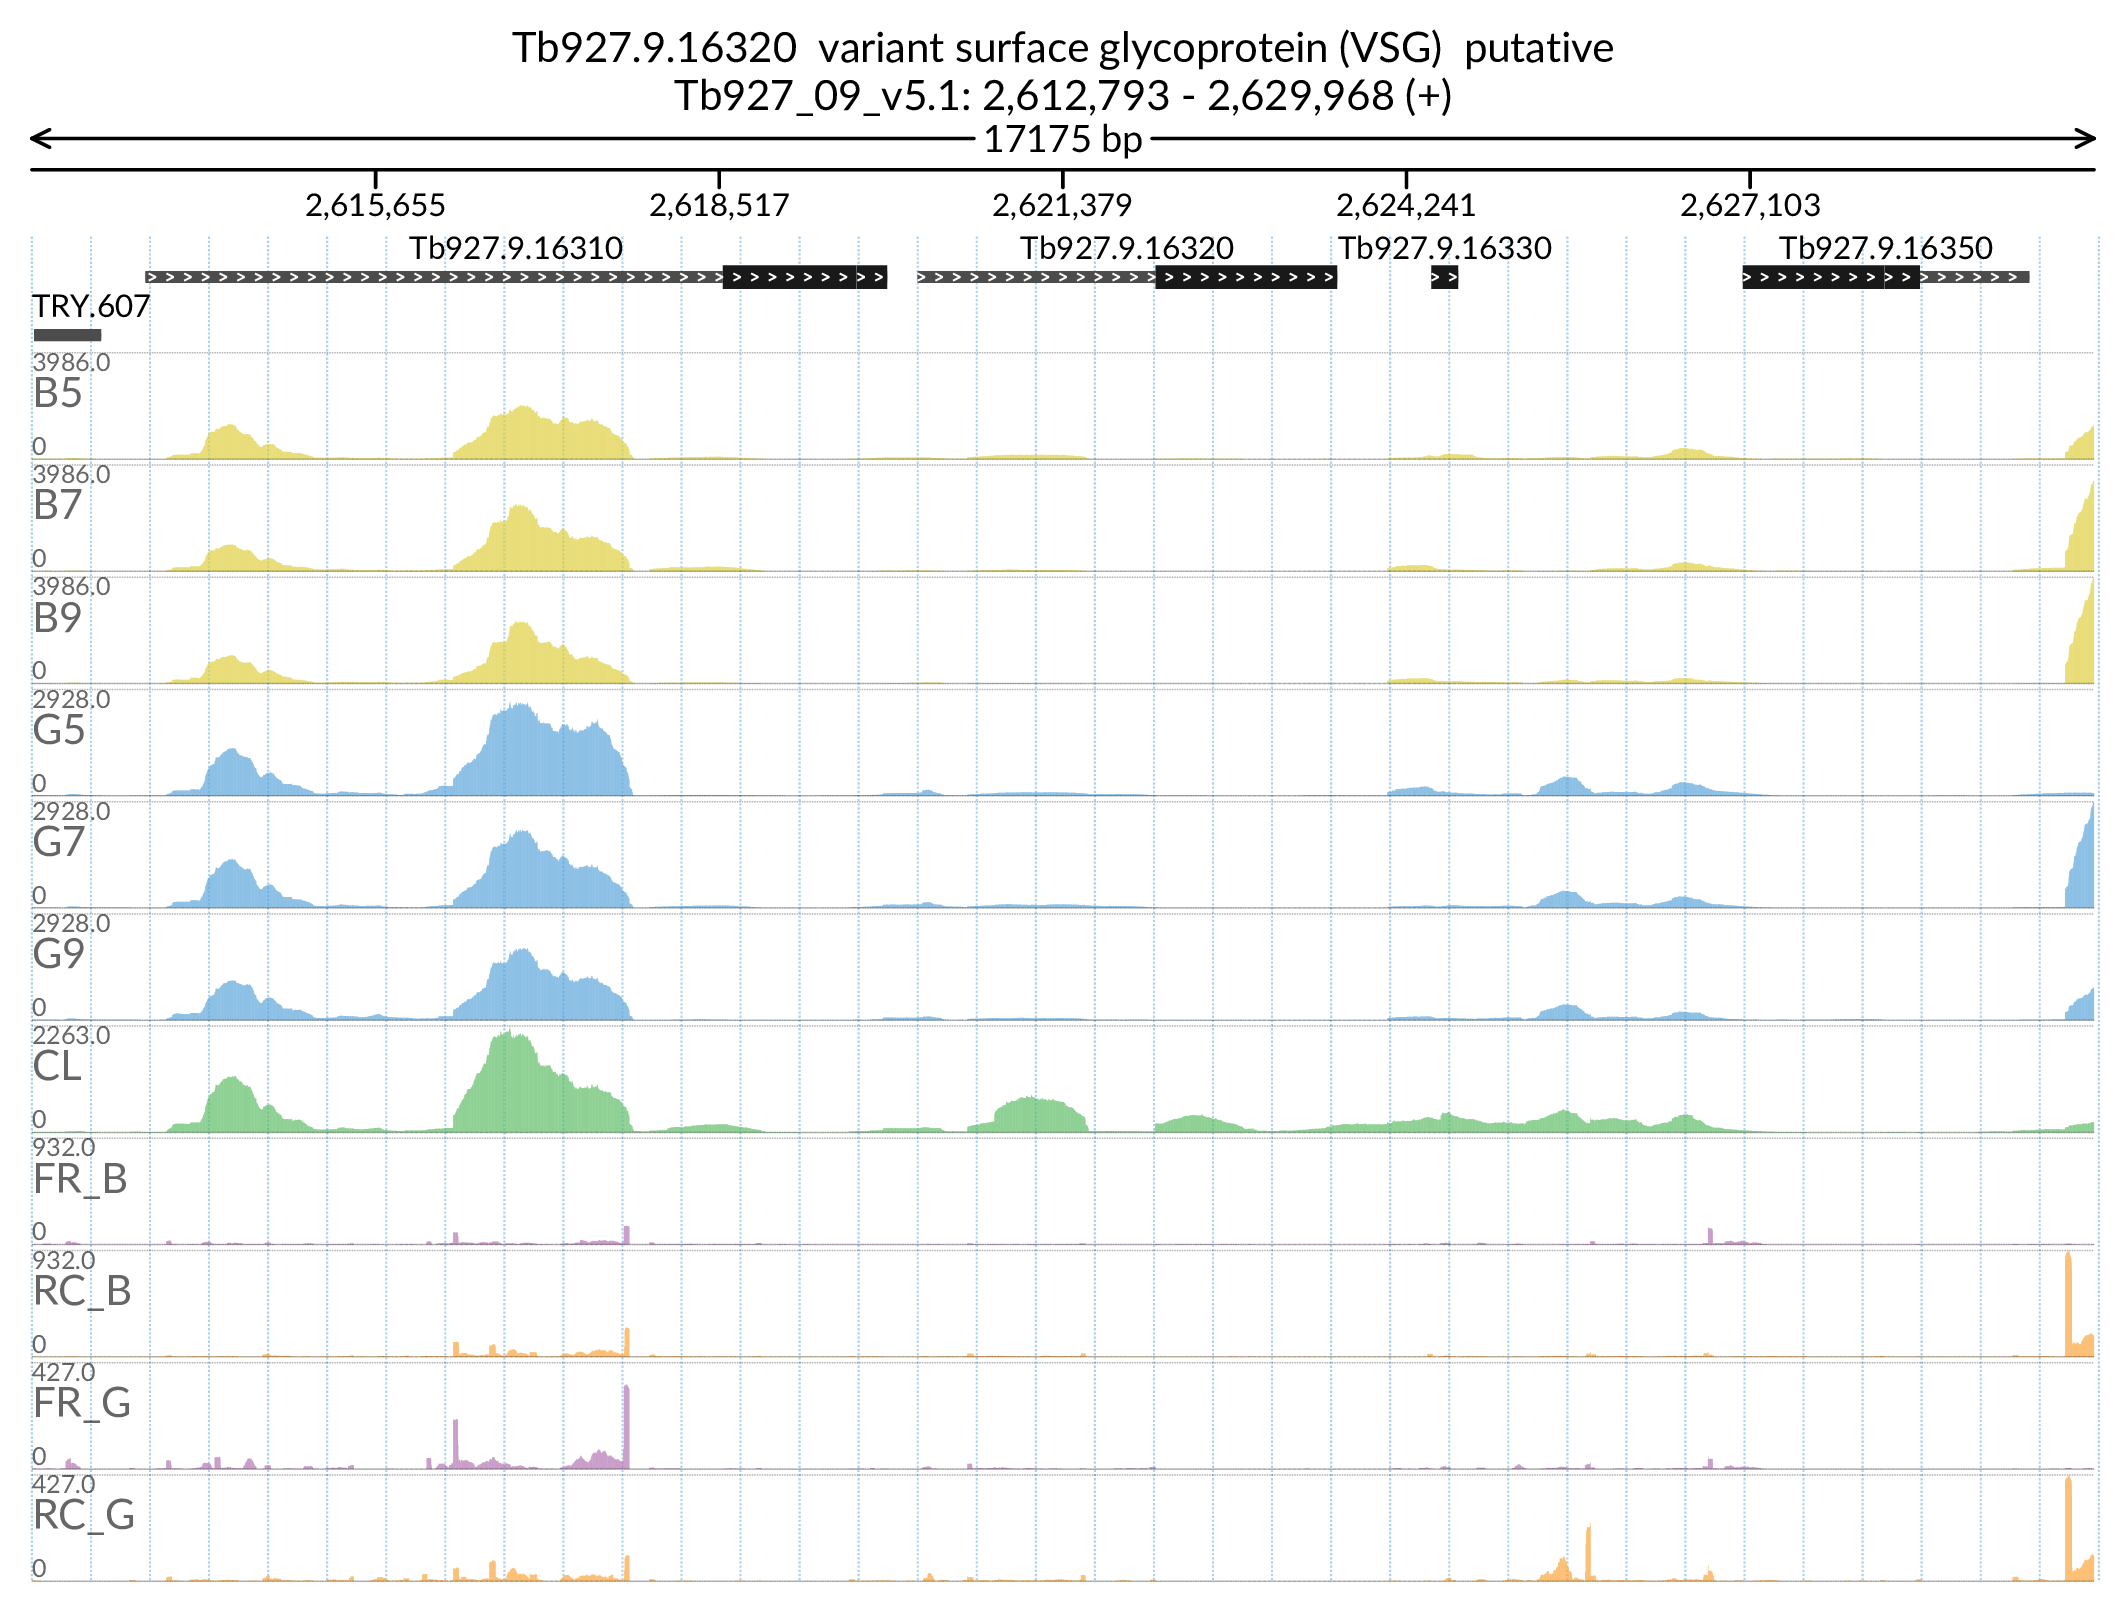 Tb927.9.16320 variant surface glycoprotein (VSG) putative
Tb927_09_v5.1: 2,612,793 - 2,629,968 (+)
17175 bp
2,615,655 2,618,517 2,621,379 2,624,241 2,627,103
Tb927.9.16310 Tb927.9.16320 Tb927.9.16330 Tb927.9.16350
TRY.607
3986.0
B5
0
3986.0
B7
0
3986.0
B9
0
2928.0
G5
0
2928.0
G7
0
2928.0
G9
0
2263.0
CL
0
932.0
FR_B
0
932.0
RC_B
0
427.0
FR_G
0
427.0
RC_G
0